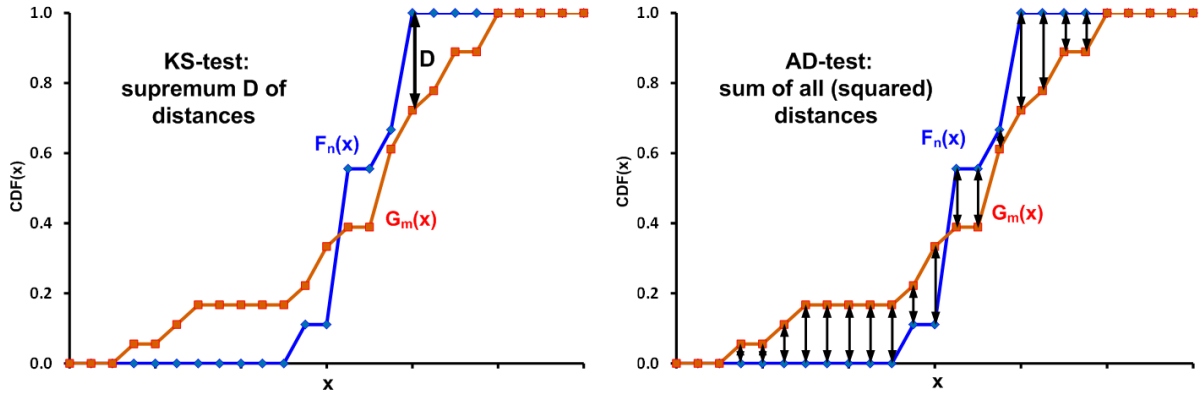 1.0
0.8
0.6
0.4
0.2
0.0
CDF(x)
KS-test:
supremum D of
distances
D
Fn(x)
Gm(x)
x
1.0
0.8
0.6
0.4
0.2
0.0
CDF(x)
AD-test:
sum of all (squared)
distances
Fn(x)
Gm(x)
x